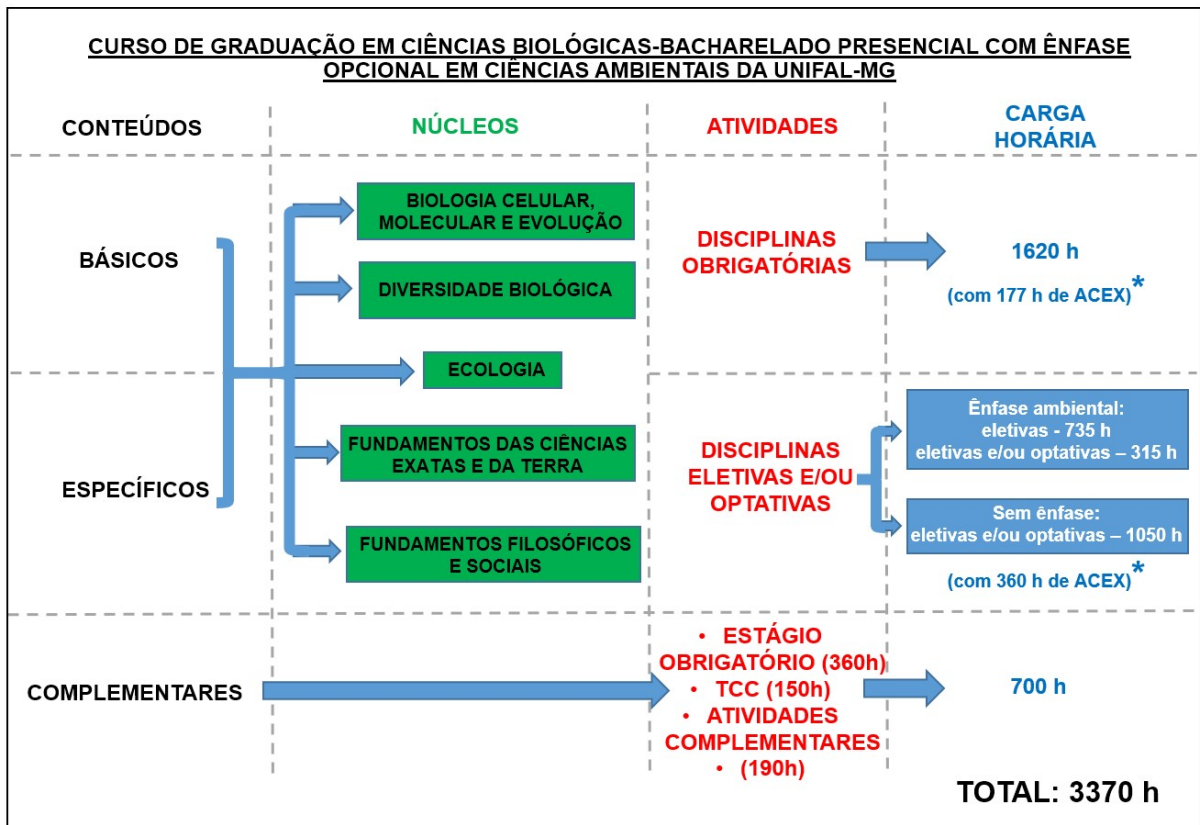 CURSO DE GRADUAÇÃO EM CIÊNCIAS BIOLÓGICAS-BACHARELADO PRESENCIAL COM ÊNFASE
OPCIONAL EM CIÊNCIAS AMBIENTAIS DA UNIFAL-MG
CONTEÚDOS
NÚCLEOS
ATIVIDADES
CARGA
HORÁRIA
BÁSICOS
BIOLOGIA CELULAR,
MOLECULAR E EVOLUÇÃO
DIVERSIDADE BIOLÓGICA
ECOLOGIA
DISCIPLINAS
OBRIGATÓRIAS
1620 h
(com 177 h de ACEX)*
ESPECÍFICOS
FUNDAMENTOS DAS CIÊNCIAS
EXATAS E DA TERRA
FUNDAMENTOS FILOSÓFICOS
E SOCIAIS
DISCIPLINAS
ELETIVAS E/OU
OPTATIVAS
Ênfase ambiental:
eletivas - 735 h
eletivas e/ou optativas – 315 h
Sem ênfase:
eletivas e/ou optativas – 1050 h
(com 360 h de ACEX)*
COMPLEMENTARES
• ESTÁGIO
OBRIGATÓRIO (360h)
• TCC (150h)
• ATIVIDADES
COMPLEMENTARES
• (190h)
700 h
TOTAL: 3370 h